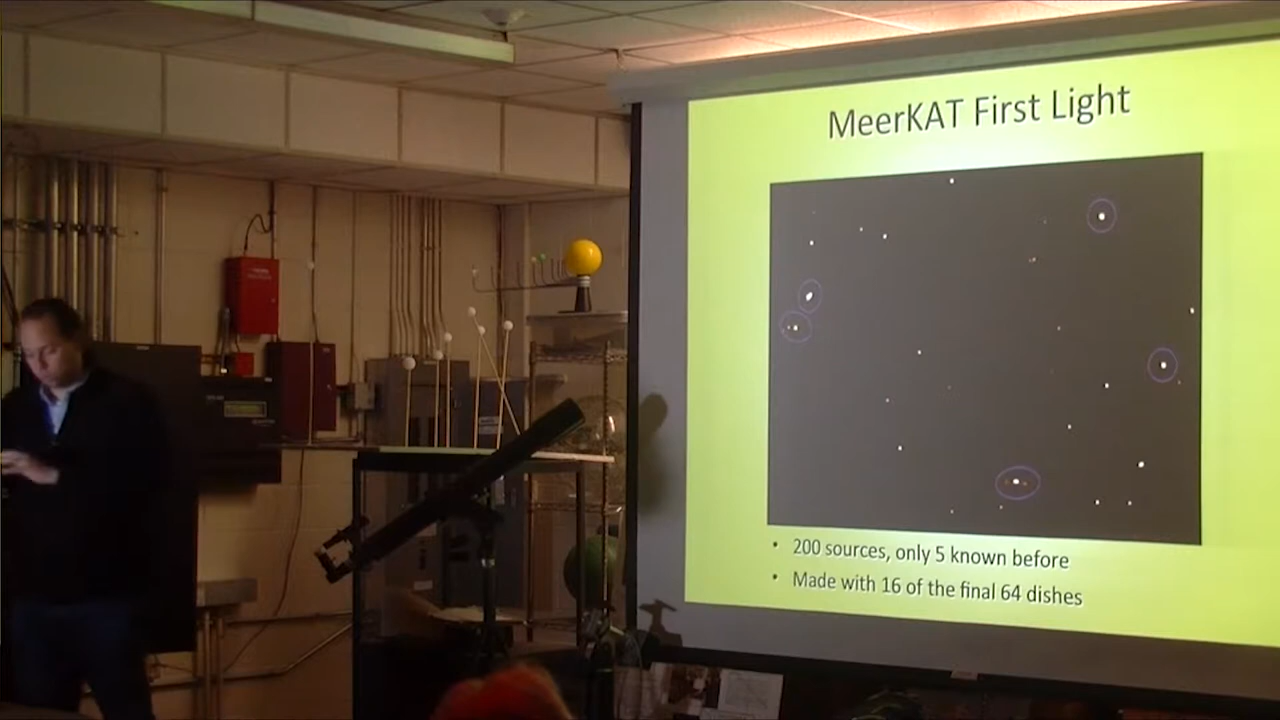 MeerKAT First Light
• 200 sources, only 5 known before
• Made with 16 of the final 64 dishes